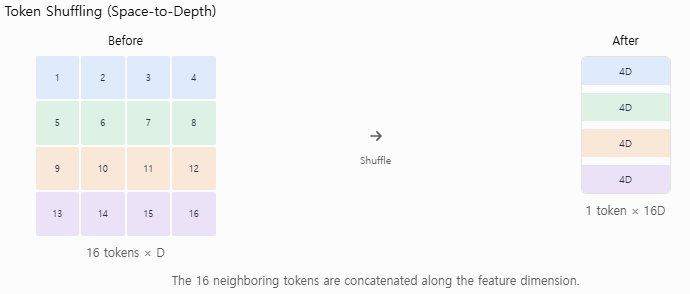 Token Shuffling (Space-to-Depth)
Before
After
1 2 3 4
5 6 7 8
9 10 11 12
13 14 15 16
→
Shuffle
4D
4D
4D
4D
16 tokens × D
1 token × 16D
The 16 neighboring tokens are concatenated along the feature dimension.